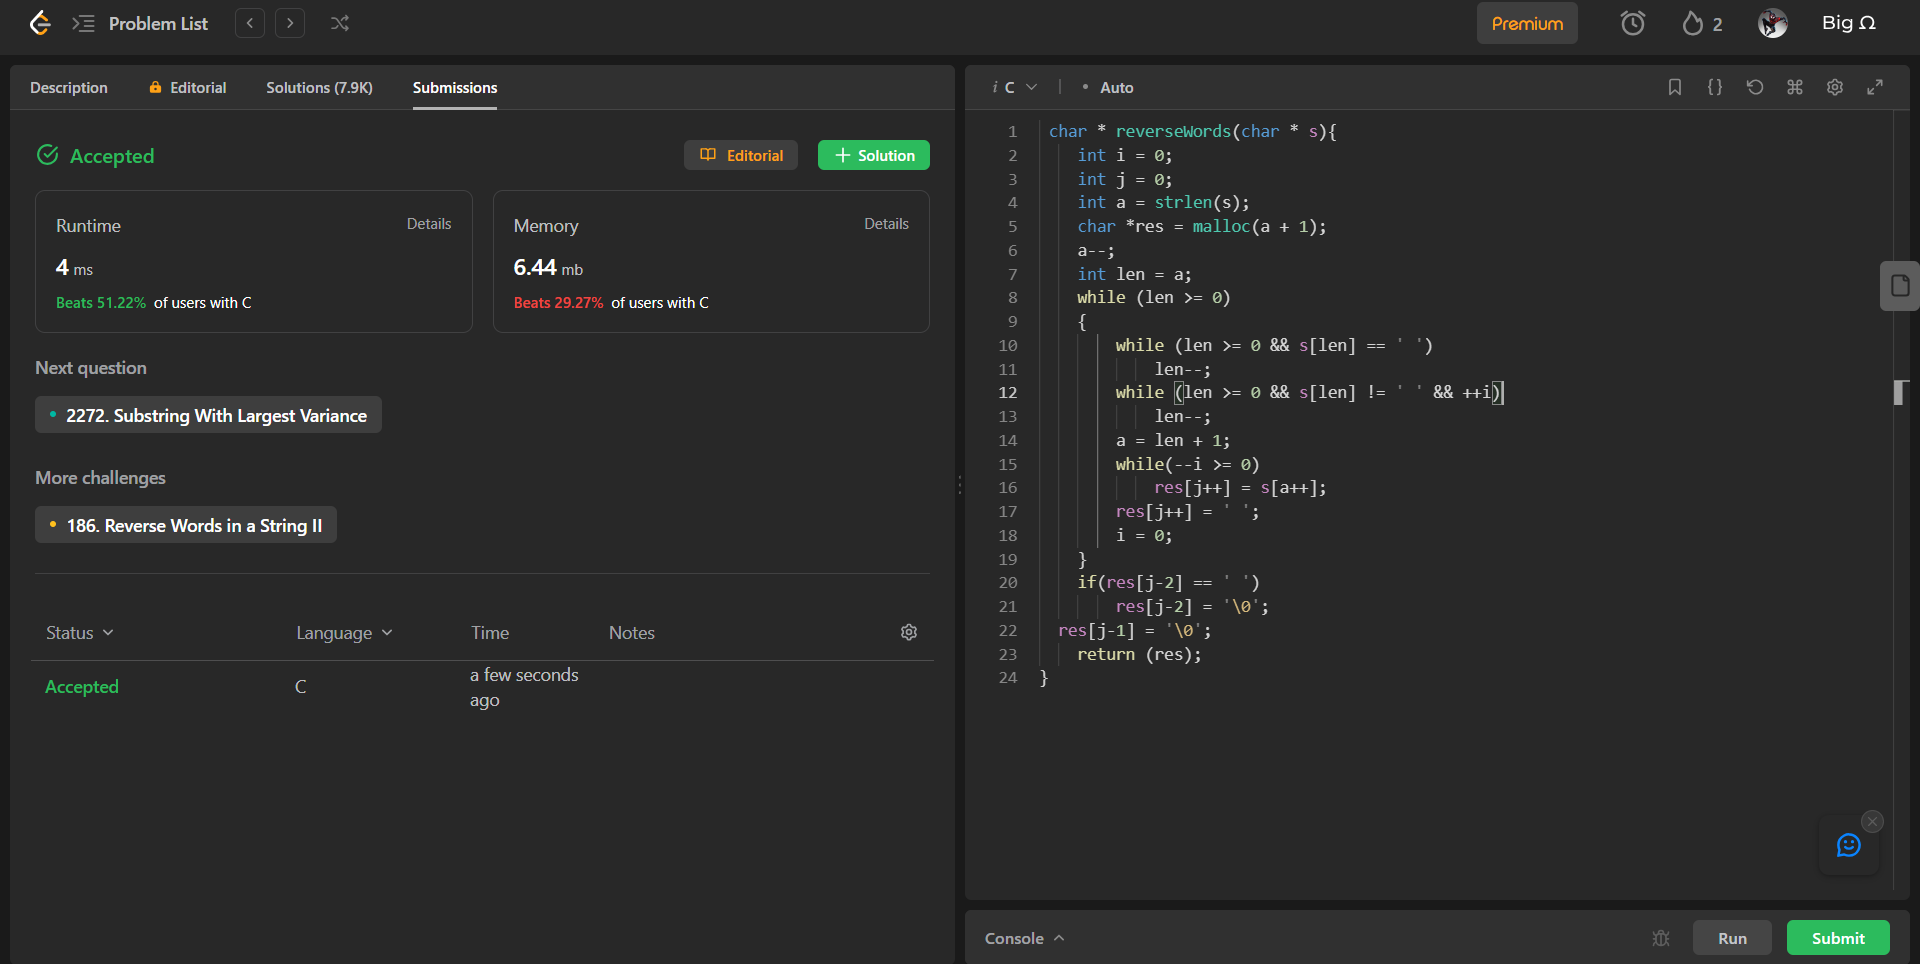 Problem List
Premium
2
Big Ω
Description
Editorial
Solutions (7.9K)
Submissions
Accepted
Editorial
Solution
Runtime
Details
4 ms
Beats 51.22% of users with C
Memory
Details
6.44 mb
Beats 29.27% of users with C
Next question
2272. Substring With Largest Variance
More challenges
186. Reverse Words in a String II
Status
Language
Time
Notes
Accepted
C
a few seconds
ago
i C
Auto
1 char * reverseWords(char * s){
2 int i = 0;
3 int j = 0;
4 int a = strlen(s);
5 char *res = malloc(a + 1);
6 a--;
7 int len = a;
8 while (len >= 0)
9 {
10 while (len >= 0 && s[len] == ' ')
11 len--;
12 while (len >= 0 && s[len] != ' ' && ++i)
13 len--;
14 a = len + 1;
15 while(--i >= 0)
16 res[j++] = s[a++];
17 res[j++] = ' ';
18 i = 0;
19 }
20 if(res[j-2] == ' ')
21 res[j-2] = '\0';
22 res[j-1] = '\0';
23 return (res);
24 }
Console
Run
Submit